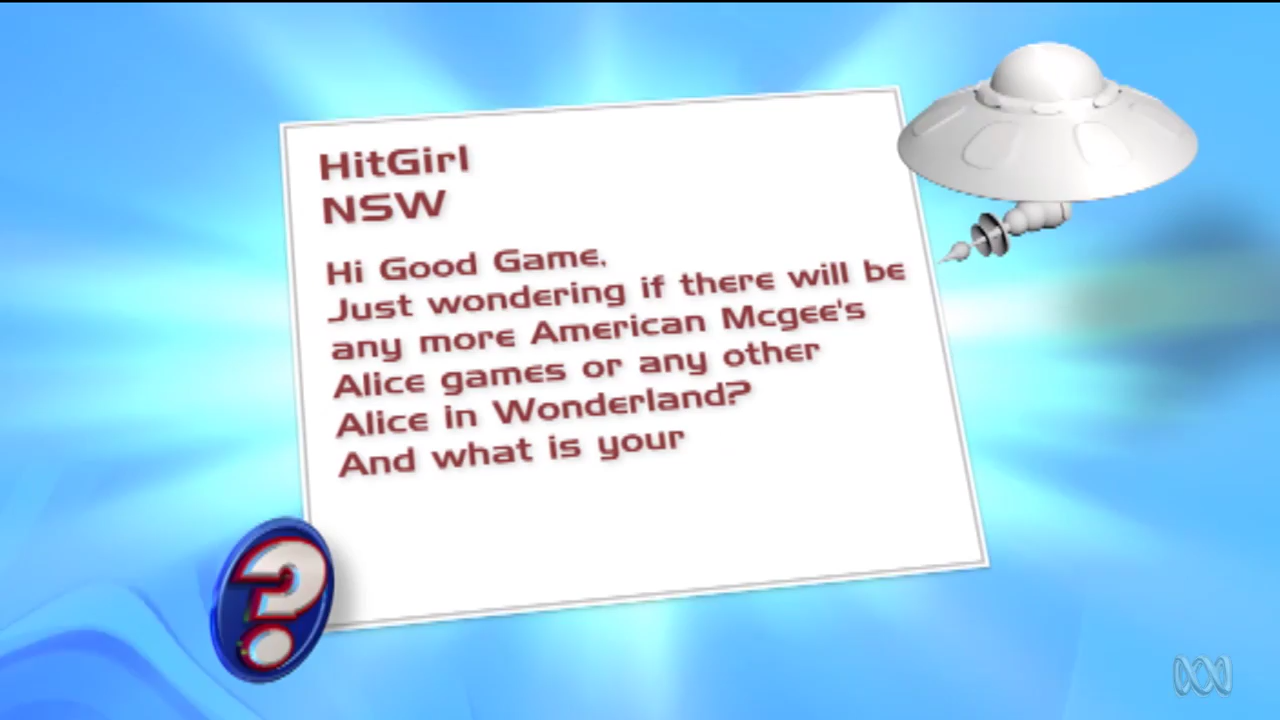 HitGirl
NSW
Hi Good Game.
Just wondering if there will be
any more American Mcgee's
Alice games or any other
Alice in Wonderland?
And what is your
?